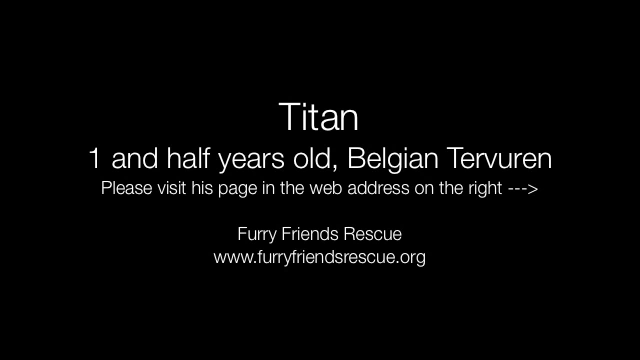 Titan
1 and half years old, Belgian Tervuren
Please visit his page in the web address on the right --->
Furry Friends Rescue
www.furryfriendsrescue.org